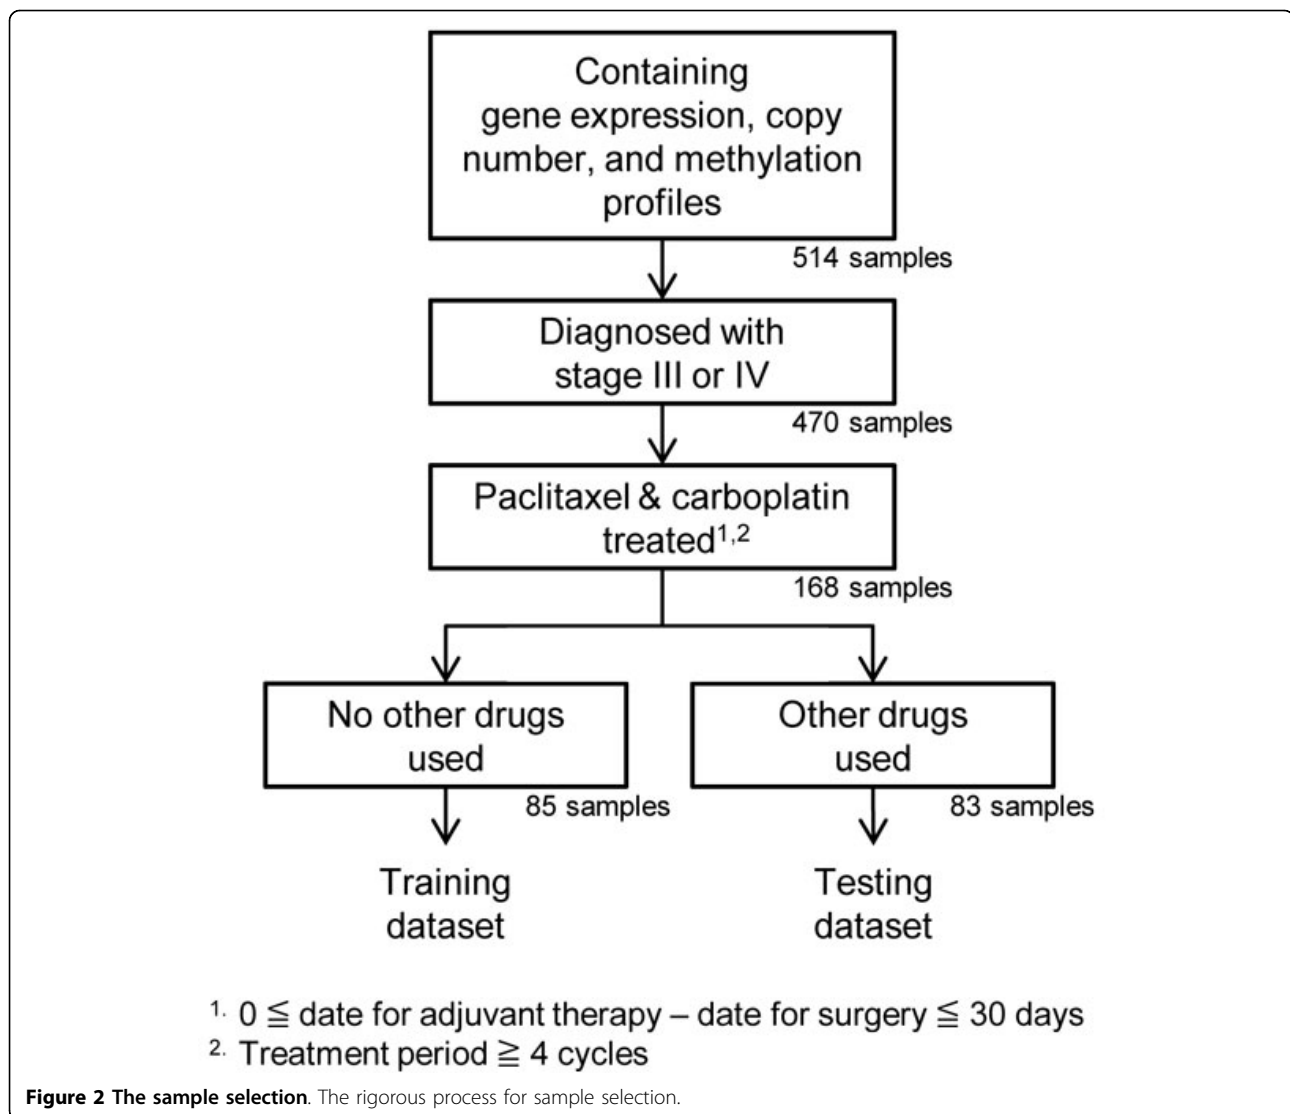 Containing
gene expression, copy
number, and methylation
profiles
514 samples
Diagnosed with
stage III or IV
470 samples
Paclitaxel & carboplatin
treated1,2
168 samples
No other drugs
used
85 samples
Other drugs
used
83 samples
Training
dataset
Testing
dataset
1. 0 ≦ date for adjuvant therapy – date for surgery ≦ 30 days
2. Treatment period ≧ 4 cycles
Figure 2 The sample selection. The rigorous process for sample selection.